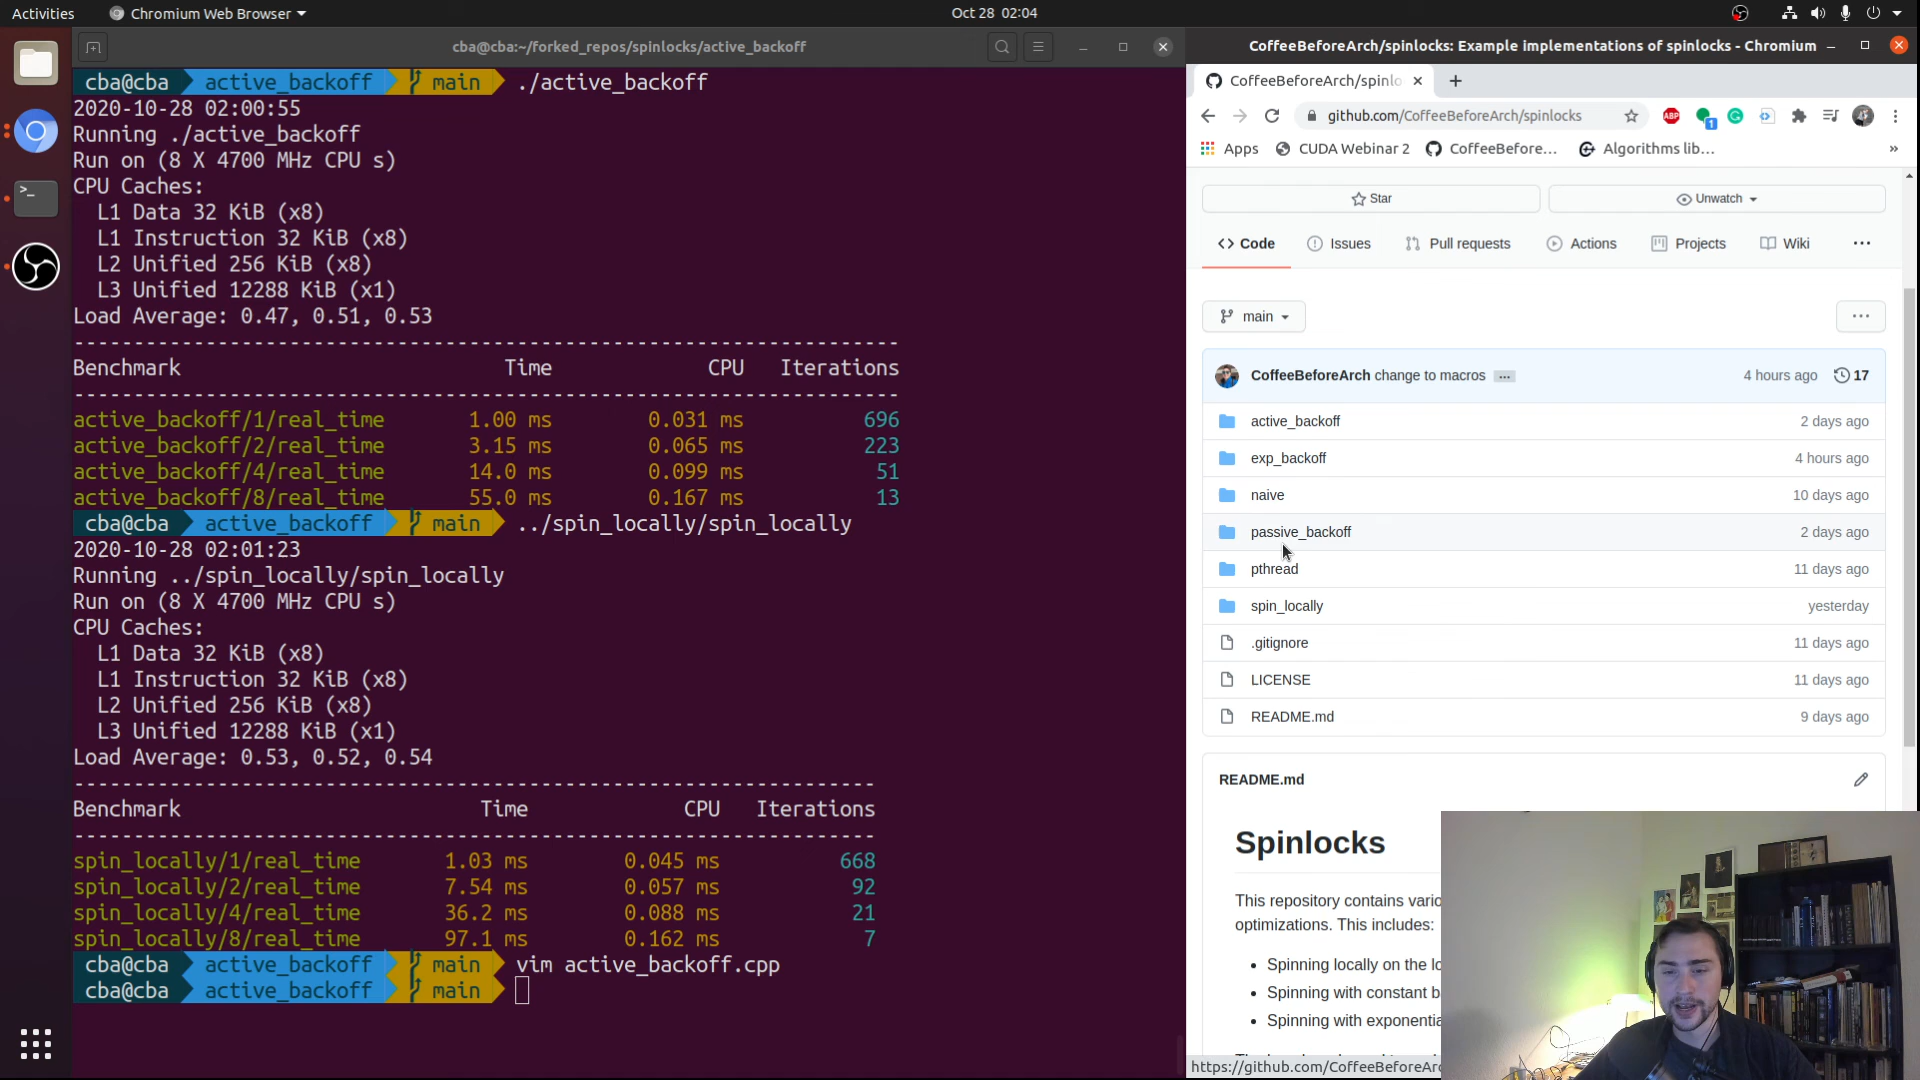 Activities
Chromium Web Browser
Oct 28 02:04
cba@cba:~/forked_repos/spinlocks/active_backoff
cba@cba active_backoff main ./active_backoff
2020-10-28 02:00:55
Running ./active_backoff
Run on (8 X 4700 MHz CPU s)
CPU Caches:
L1 Data 32 KiB (x8)
L1 Instruction 32 KiB (x8)
L2 Unified 256 KiB (x8)
L3 Unified 12288 KiB (x1)
Load Average: 0.47, 0.51, 0.53
---------------------------------------------------------------------
Benchmark Time CPU Iterations
---------------------------------------------------------------------
active_backoff/1/real_time 1.00 ms 0.031 ms 696
active_backoff/2/real_time 3.15 ms 0.065 ms 223
active_backoff/4/real_time 14.0 ms 0.099 ms 51
active_backoff/8/real_time 55.0 ms 0.167 ms 13
cba@cba active_backoff main ../spin_locally/spin_locally
2020-10-28 02:01:23
Running ../spin_locally/spin_locally
Run on (8 X 4700 MHz CPU s)
CPU Caches:
L1 Data 32 KiB (x8)
L1 Instruction 32 KiB (x8)
L2 Unified 256 KiB (x8)
L3 Unified 12288 KiB (x1)
Load Average: 0.53, 0.52, 0.54
-------------------------------------------------------------------
Benchmark Time CPU Iterations
-------------------------------------------------------------------
spin_locally/1/real_time 1.03 ms 0.045 ms 668
spin_locally/2/real_time 7.54 ms 0.057 ms 92
spin_locally/4/real_time 36.2 ms 0.088 ms 21
spin_locally/8/real_time 97.1 ms 0.162 ms 7
cba@cba active_backoff main vim active_backoff.cpp
cba@cba active_backoff main
CoffeeBeforeArch/spinlocks: Example implementations of spinlocks - Chromium
CoffeeBeforeArch/spinlo
github.com/CoffeeBeforeArch/spinlocks
ABP
1
Apps CUDA Webinar 2 CoffeeBefore... Algorithms lib... »
Star Unwatch
Code Issues Pull requests Actions Projects Wiki ...
main ...
CoffeeBeforeArch change to macros ... 4 hours ago 17
active_backoff 2 days ago
exp_backoff 4 hours ago
naive 10 days ago
passive_backoff 2 days ago
pthread 11 days ago
spin_locally yesterday
.gitignore 11 days ago
LICENSE 11 days ago
README.md 9 days ago
README.md
Spinlocks
This repository contains vario
optimizations. This includes:
• Spinning locally on the lo
• Spinning with constant b
• Spinning with exponentia
https://github.com/CoffeeBeforeArc